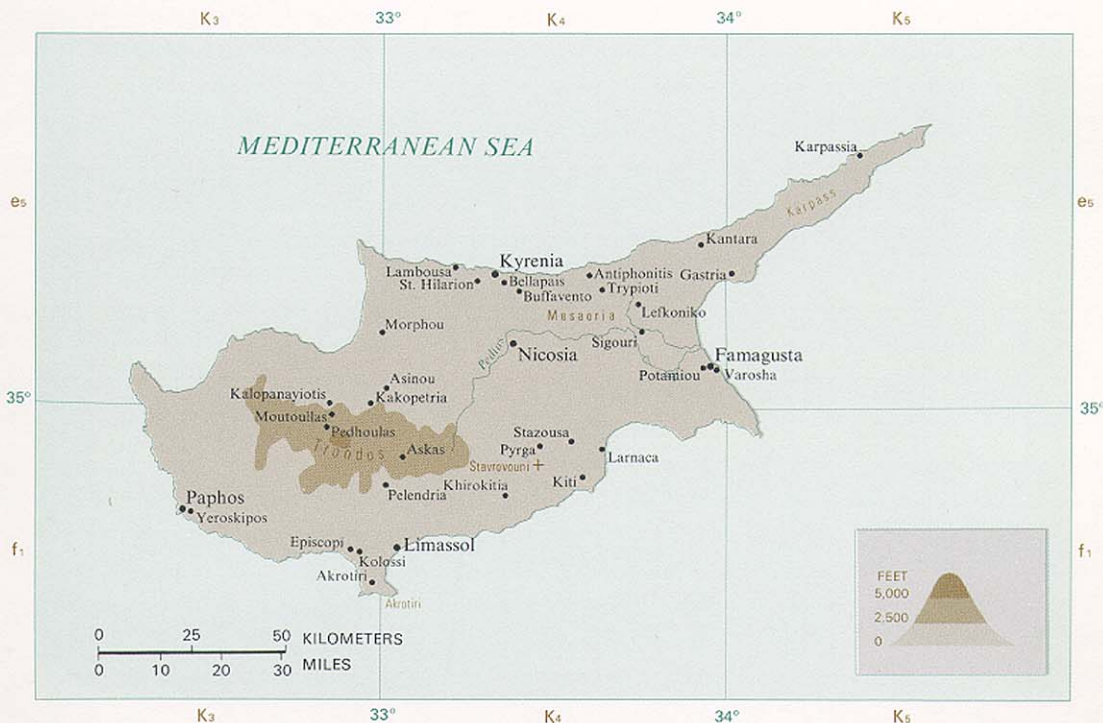 K3 33° K4 34° K5
MEDITERRANEAN SEA
Karpassia
e5 e5
Karpass
Kantara
Kyrenia
Lambousa Antiphonitis Gastria
St. Hilarion Bellapais Trypioti
Buffavento
Mesaoria Lefkoniko
Morphou
Pedios Nicosia Sigouri
Famagusta
Potamiou Varosha
Asinou
Kalopanayiotis Kakopetria
35° 35°
Moutoullas
Pedhoulas
Stazousa
Troodos Askas Pyrga Larnaca
Stavrovouni
Pelendria Khirokitia Kiti
Paphos
Yeroskipos
Episcopi Limassol
f1 f1
Kolossi
Akrotiri
Akrotiri
FEET
5,000
2,500
0
0 25 50 KILOMETERS
0 10 20 30 MILES
K3 33° K4 34° K5